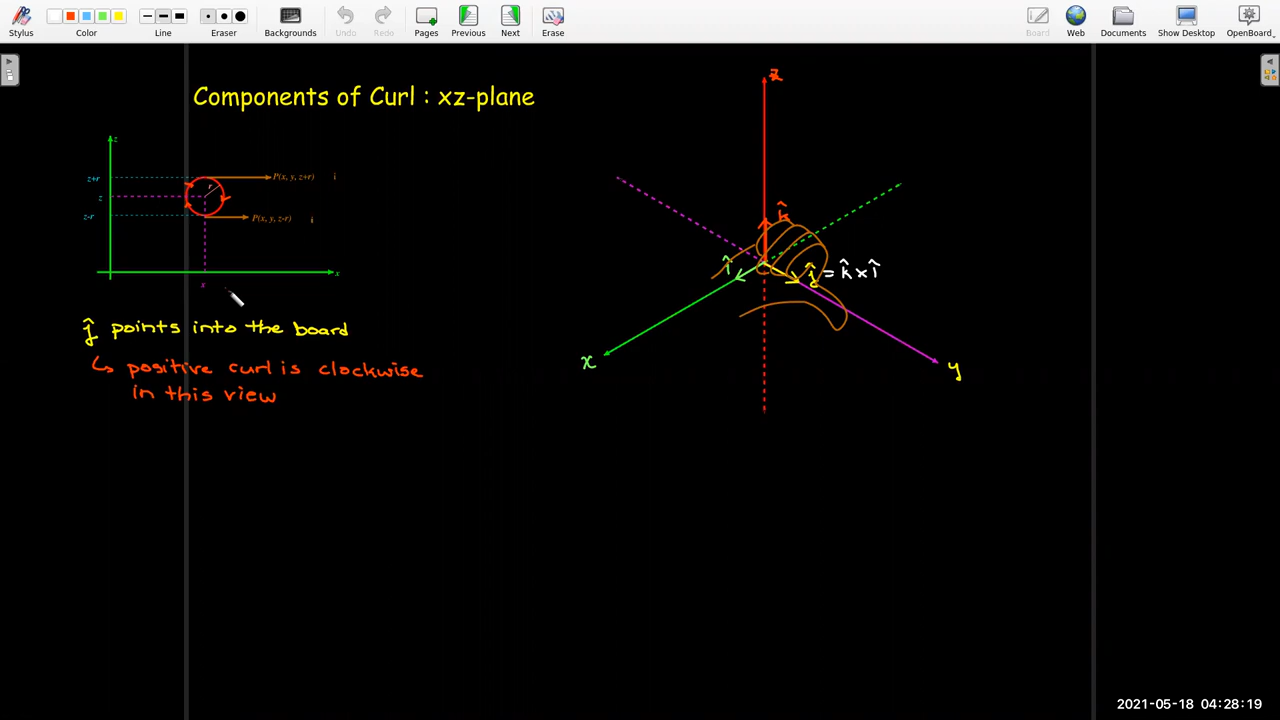 Stylus
Color
Line
Eraser
Backgrounds
Undo
Redo
Pages
Previous
Next
Erase
Board
Web
Documents
Show Desktop
OpenBoard
Components of Curl : xz-plane
z
z+r
z
z-r
r
P(x, y, z+r) i
P(x, y, z-r) i
x
x
ĵ points into the board
↳ positive curl is clockwise
in this view
z
k̂
î
ĵ = k̂ × î
x
y
2021-05-18 04:28:19